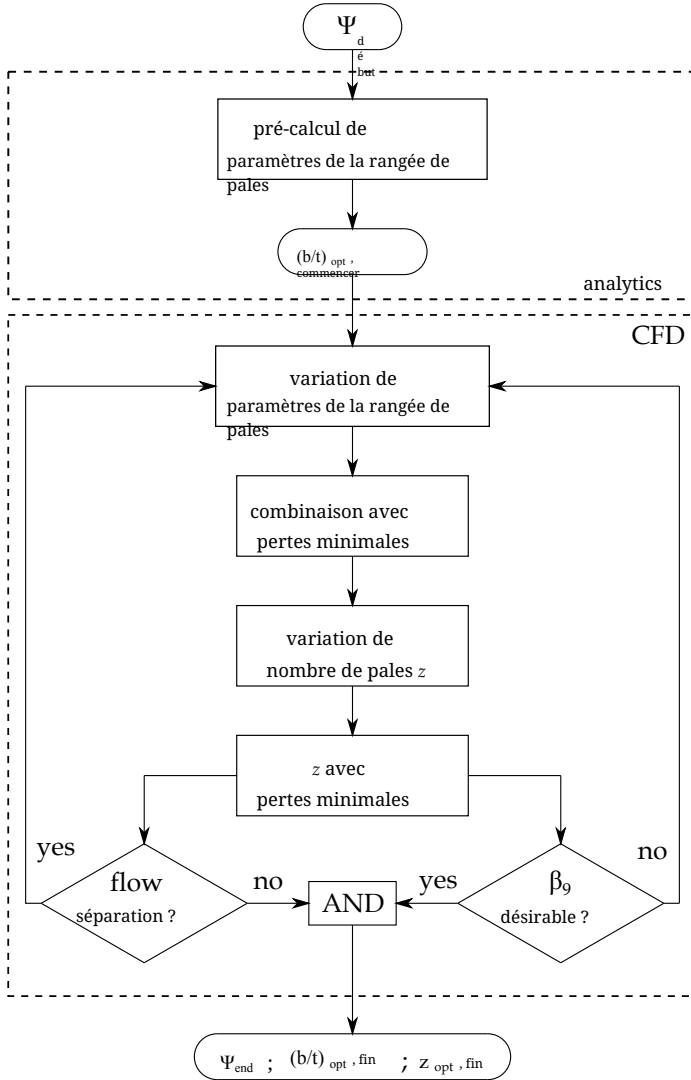 Ψ
d
é
but
pré-calcul de
paramètres de la rangée de
pales
(b/t) opt ,
commencer
analytics
CFD
variation de
paramètres de la rangée de
pales
combinaison avec
pertes minimales
variation de
nombre de pales z
z avec
pertes minimales
yes
no
flow
séparation ?
no
AND
yes
β9
désirable ?
Ψend ; (b/t) opt , fin ; z opt , fin